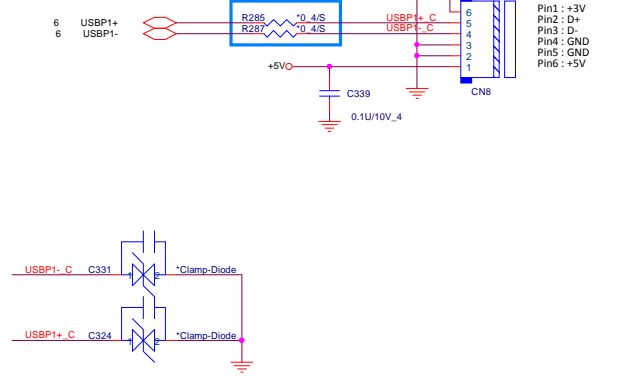 6 USBP1+
6 USBP1-
R285 *0_4/S
R287 *0_4/S
USBP1+_C
USBP1-_C
6
5
4
3
2
1
CN8
Pin1 : +3V
Pin2 : D+
Pin3 : D-
Pin4 : GND
Pin5 : GND
Pin6 : +5V
+5V
C339
0.1U/10V_4
USBP1-_C C331 1 2 *Clamp-Diode
USBP1+_C C324 1 2 *Clamp-Diode